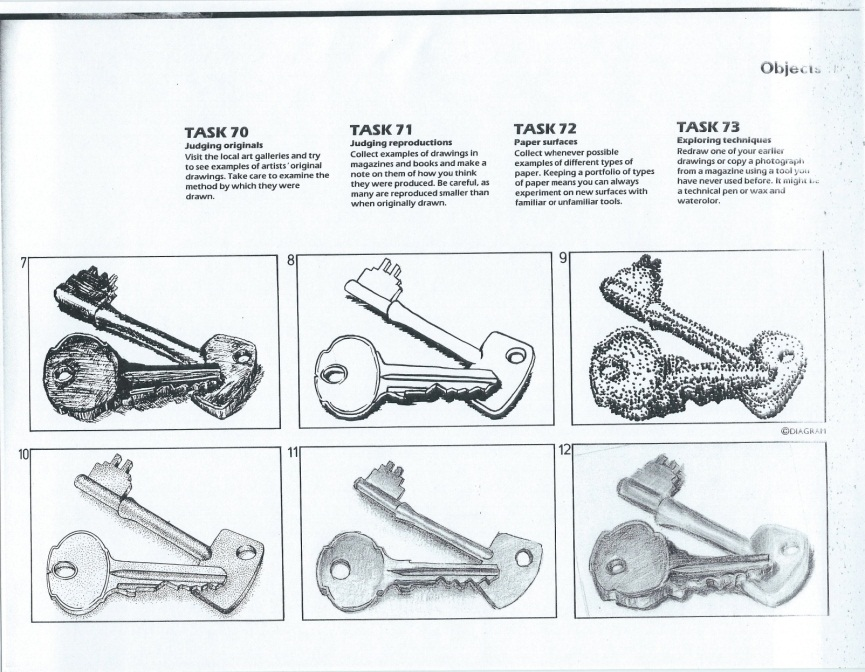 Objects
TASK 70
Judging originals
Visit the local art galleries and try
to see examples of artists' original
drawings. Take care to examine the
method by which they were
drawn.
TASK 71
Judging reproductions
Collect examples of drawings in
magazines and books and make a
note on them of how you think
they were produced. Be careful, as
many are reproduced smaller than
when originally drawn.
TASK 72
Paper surfaces
Collect whenever possible
examples of different types of
paper. Keeping a portfolio of types
of paper means you can always
experiment on new surfaces with
familiar or unfamiliar tools.
TASK 73
Exploring techniques
Redraw one of your earlier
drawings or copy a photograph
from a magazine using a tool you
have never used before. It might be
a technical pen or wax and
waterolor.
7
8
9
©DIAGRAM
10
11
12